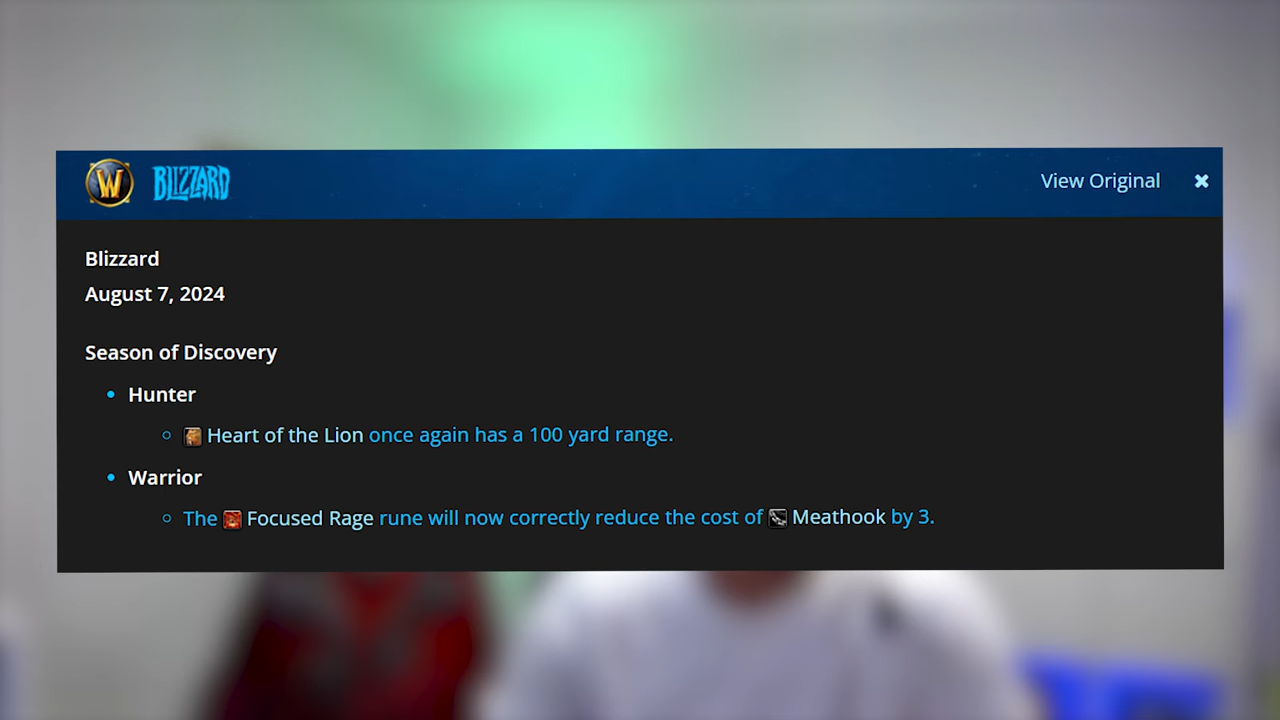 W BLIZZARD View Original ✖
Blizzard
August 7, 2024
Season of Discovery
• Hunter
◦ Heart of the Lion once again has a 100 yard range.
• Warrior
◦ The Focused Rage rune will now correctly reduce the cost of Meathook by 3.